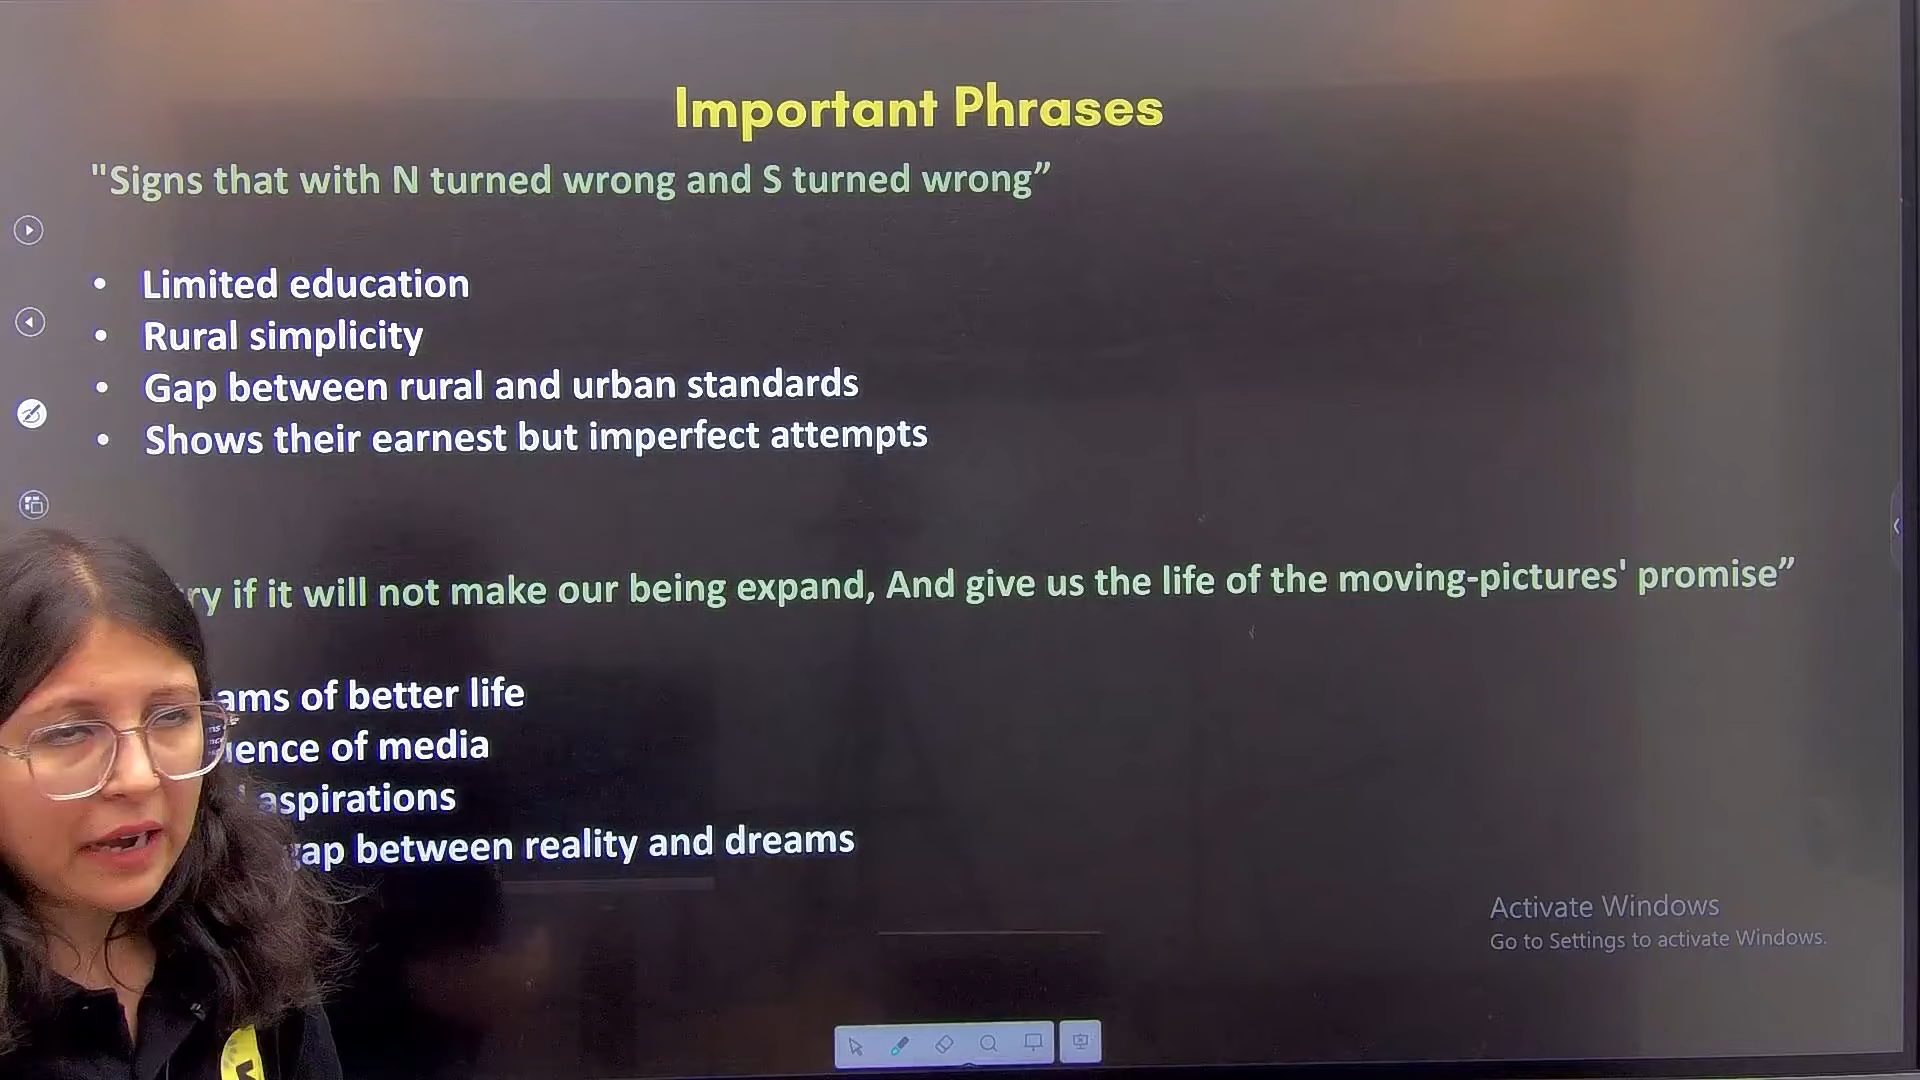 Important Phrases
"Signs that with N turned wrong and S turned wrong”
• Limited education
• Rural simplicity
• Gap between rural and urban standards
• Shows their earnest but imperfect attempts
if it will not make our being expand, And give us the life of the moving-pictures' promise”
of better life
of media
aspirations
gap between reality and dreams
Activate Windows
Go to Settings to activate Windows.